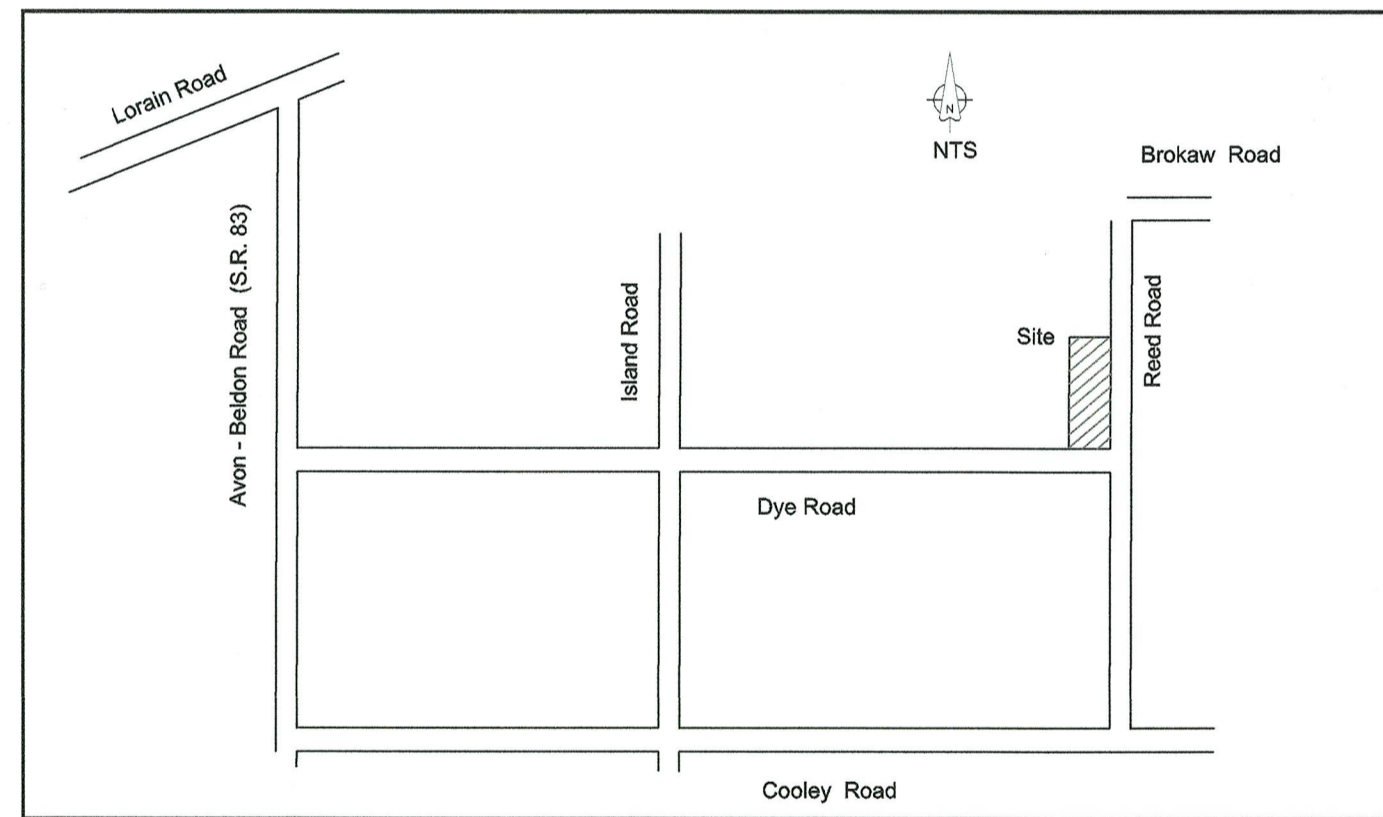 Lorain Road
N
NTS
Brokaw Road
Avon - Beldon Road (S.R. 83)
Island Road
Site
Reed Road
Dye Road
Cooley Road